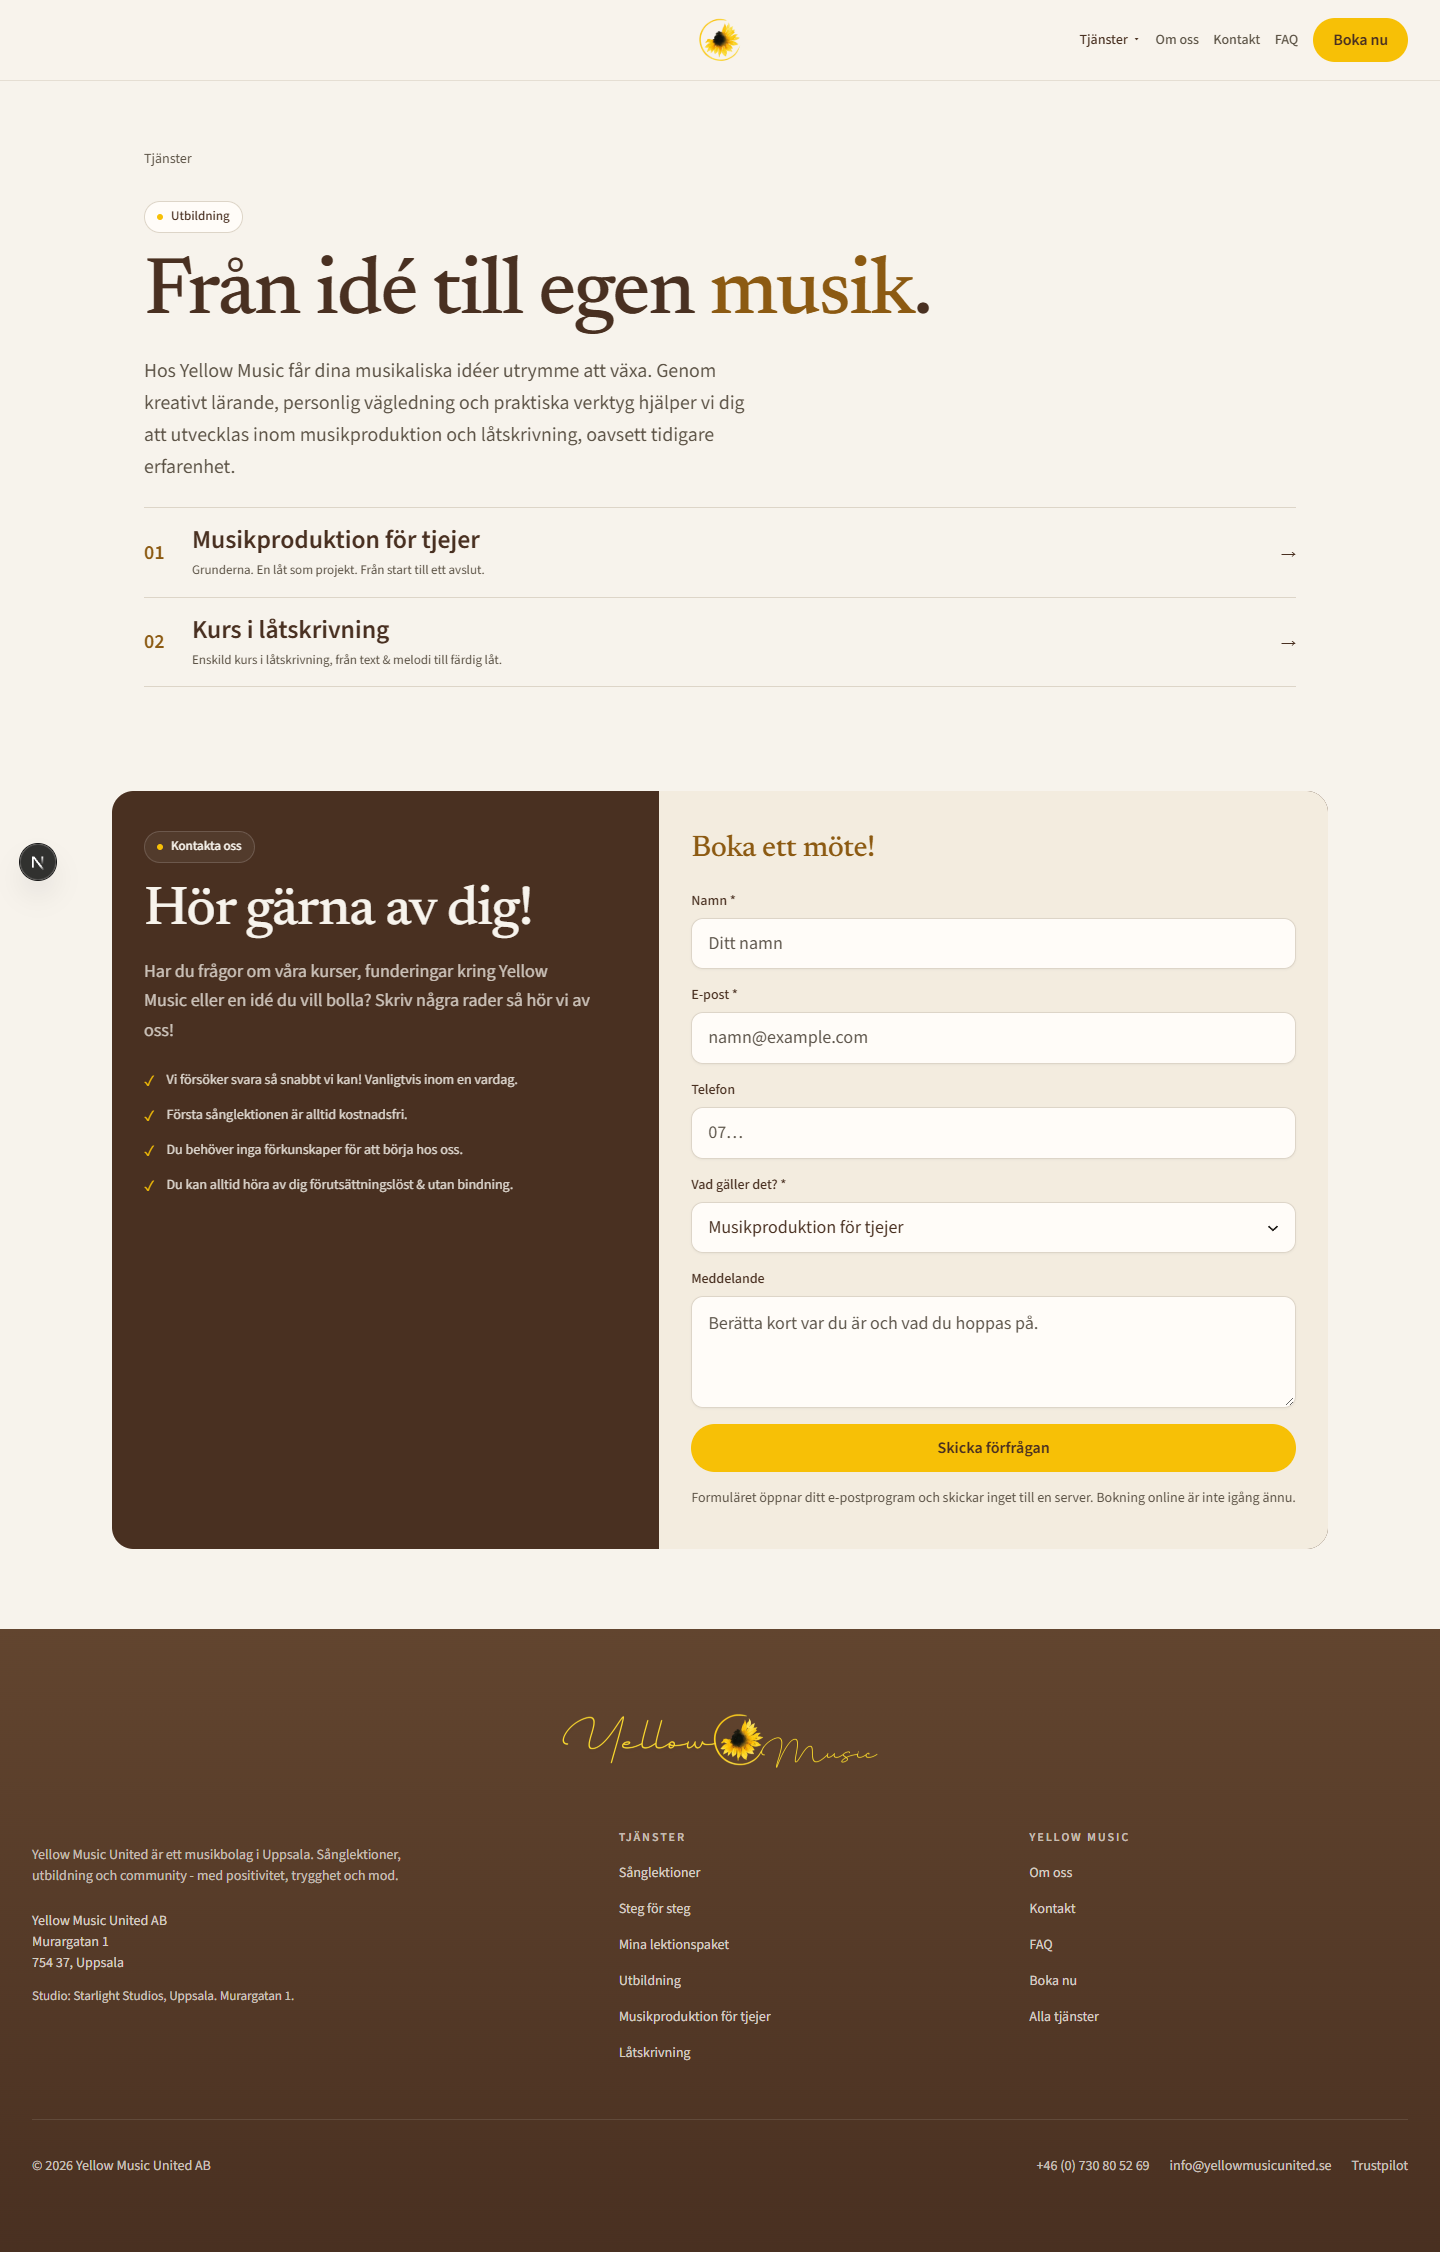 Tjänster
Om oss
Kontakt
FAQ
Boka nu
Tjänster
Utbildning
Från idé till egen musik.
Hos Yellow Music får dina musikaliska idéer utrymme att växa. Genom
kreativt lärande, personlig vägledning och praktiska verktyg hjälper vi dig
att utvecklas inom musikproduktion och låtskrivning, oavsett tidigare
erfarenhet.
01
Musikproduktion för tjejer
Grunderna. En låt som projekt. Från start till ett avslut.
→
02
Kurs i låtskrivning
Enskild kurs i låtskrivning, från text & melodi till färdig låt.
→
N
Kontakta oss
Hör gärna av dig!
Har du frågor om våra kurser, funderingar kring Yellow
Music eller en idé du vill bolla? Skriv några rader så hör vi av
oss!
✓ Vi försöker svara så snabbt vi kan! Vanligtvis inom en vardag.
✓ Första sånglektionen är alltid kostnadsfri.
✓ Du behöver inga förkunskaper för att börja hos oss.
✓ Du kan alltid höra av dig förutsättningslöst & utan bindning.
Boka ett möte!
Namn *
Ditt namn
E-post *
namn@example.com
Telefon
07…
Vad gäller det? *
Musikproduktion för tjejer
Meddelande
Berätta kort var du är och vad du hoppas på.
Skicka förfrågan
Formuläret öppnar ditt e-postprogram och skickar inget till en server. Bokning online är inte igång ännu.
Yellow Music
Yellow Music United är ett musikbolag i Uppsala. Sånglektioner,
utbildning och community - med positivitet, trygghet och mod.
Yellow Music United AB
Murargatan 1
754 37, Uppsala
Studio: Starlight Studios, Uppsala. Murargatan 1.
TJÄNSTER
Sånglektioner
Steg för steg
Mina lektionspaket
Utbildning
Musikproduktion för tjejer
Låtskrivning
YELLOW MUSIC
Om oss
Kontakt
FAQ
Boka nu
Alla tjänster
© 2026 Yellow Music United AB
+46 (0) 730 80 52 69
info@yellowmusicunited.se
Trustpilot